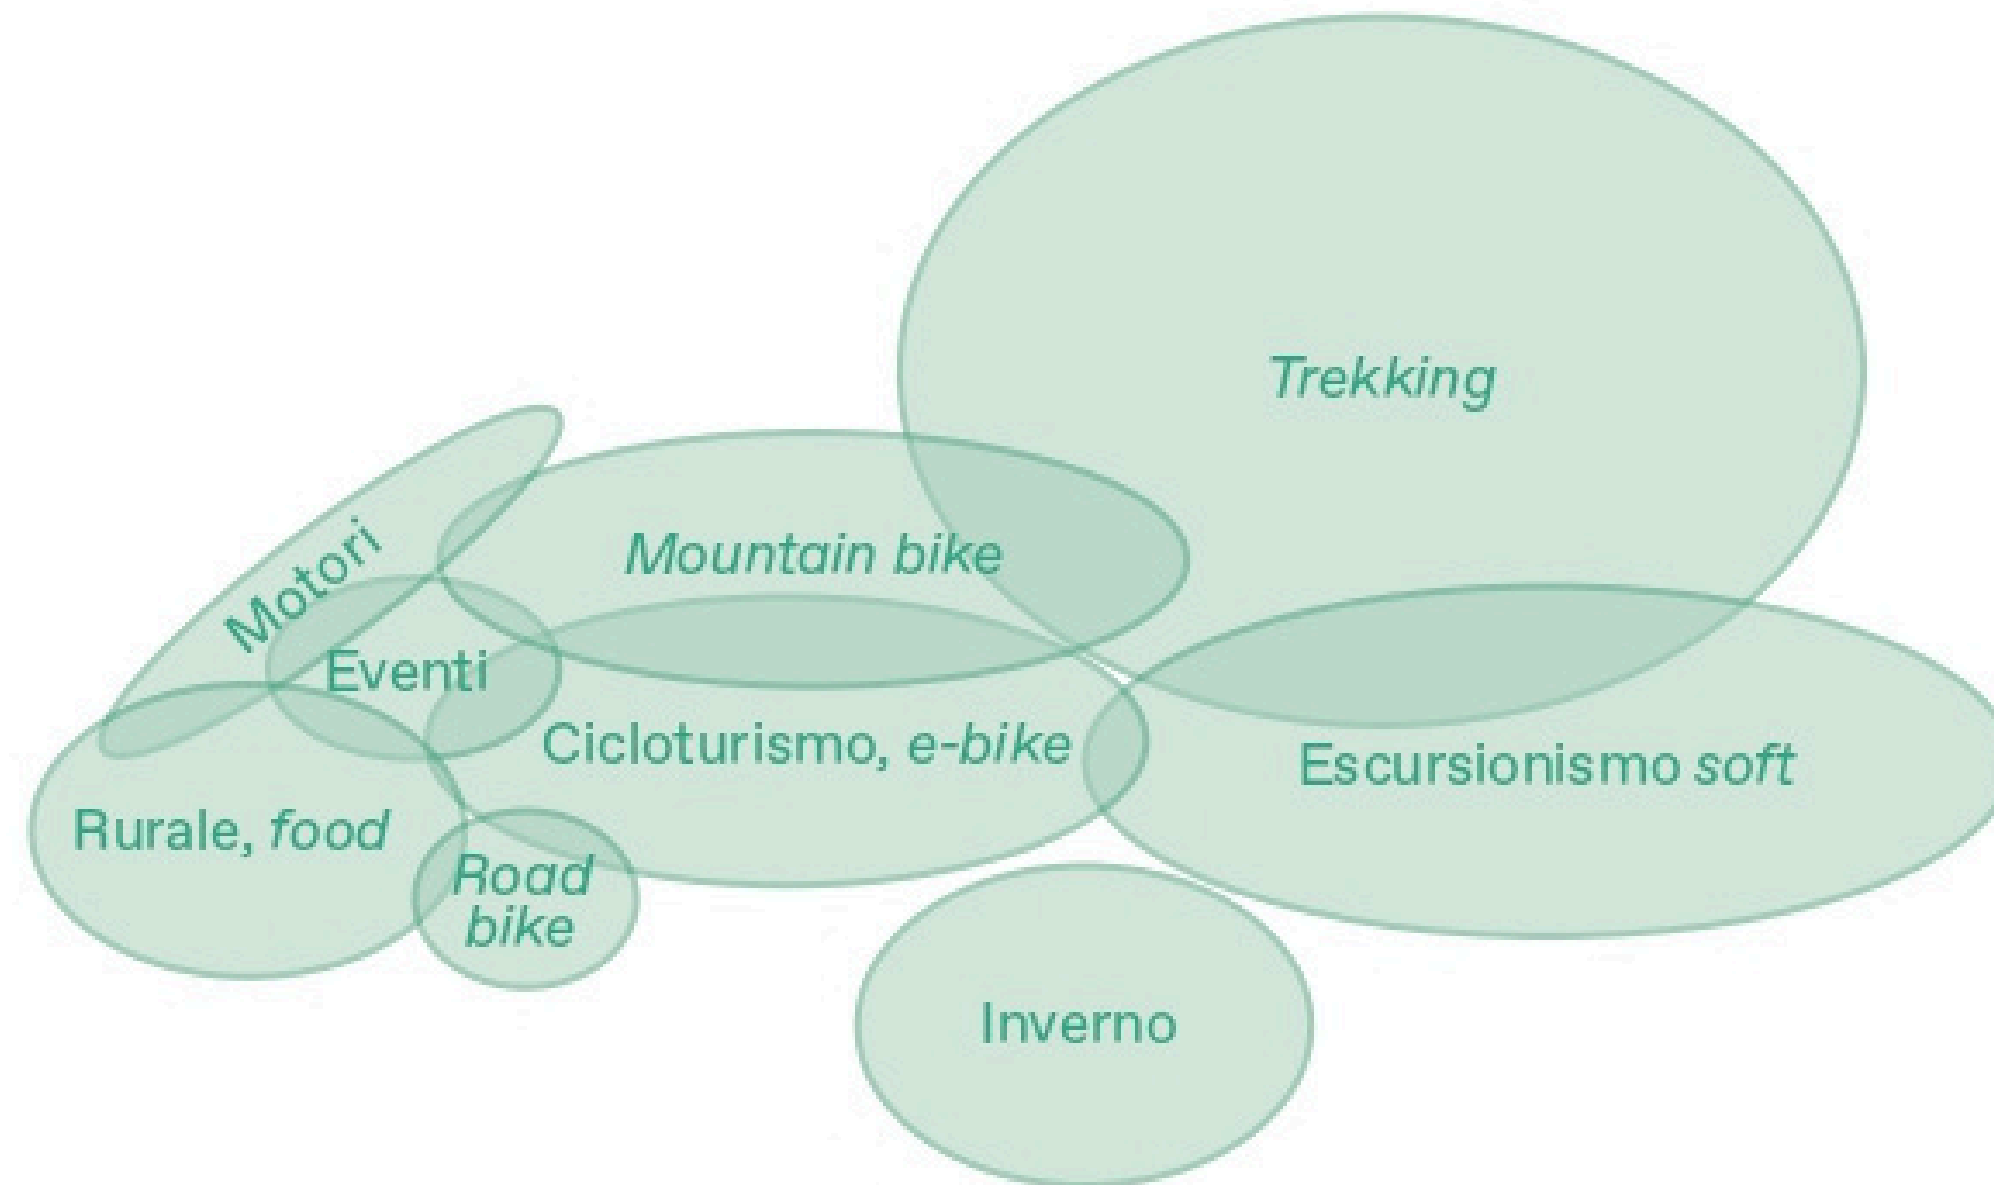 Trekking
Motori
Mountain bike
Eventi
Cicloturismo, e-bike
Escursionismo soft
Rurale, food
Road
bike
Inverno